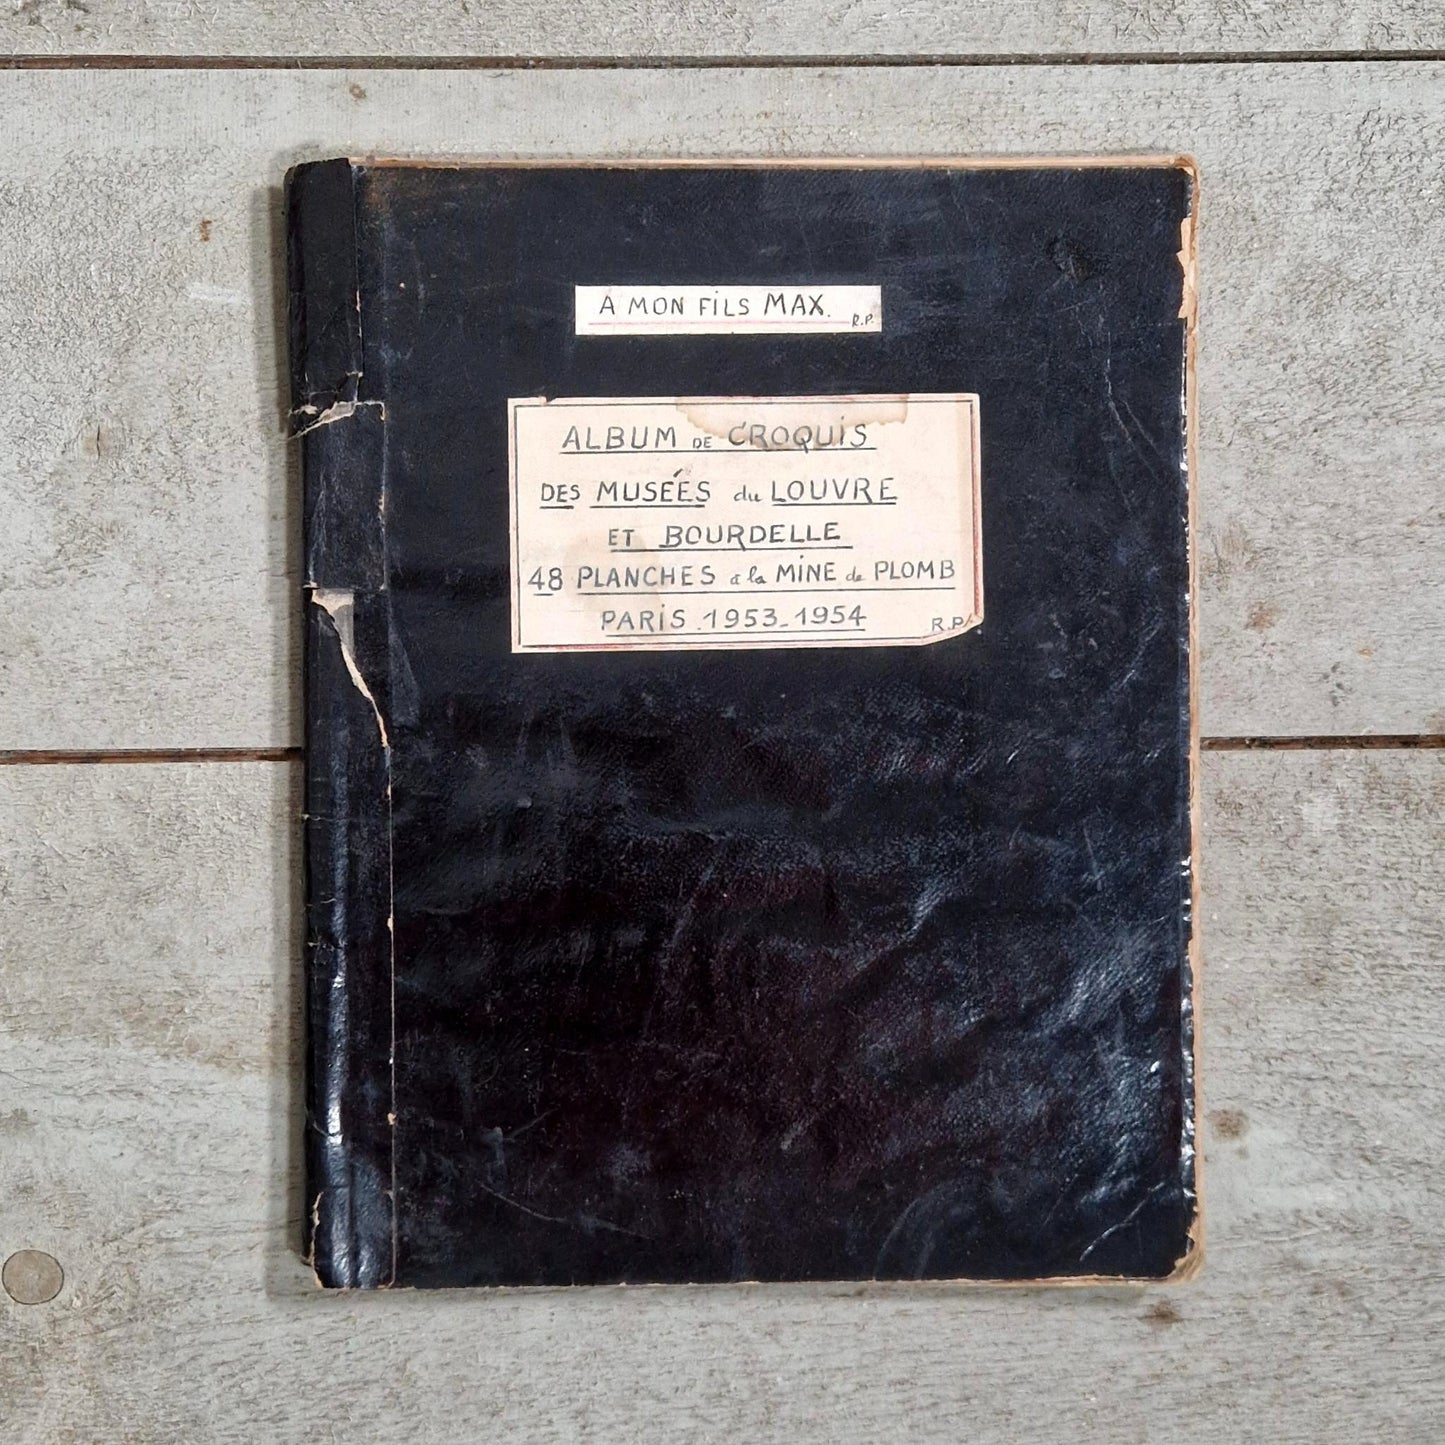 A MON FILS MAX.
R.P.
ALBUM DE CROQUIS
DES MUSÉES du LOUVRE
ET BOURDELLE
48 PLANCHES à la MINE de PLOMB
PARIS.1953-1954
R.P.